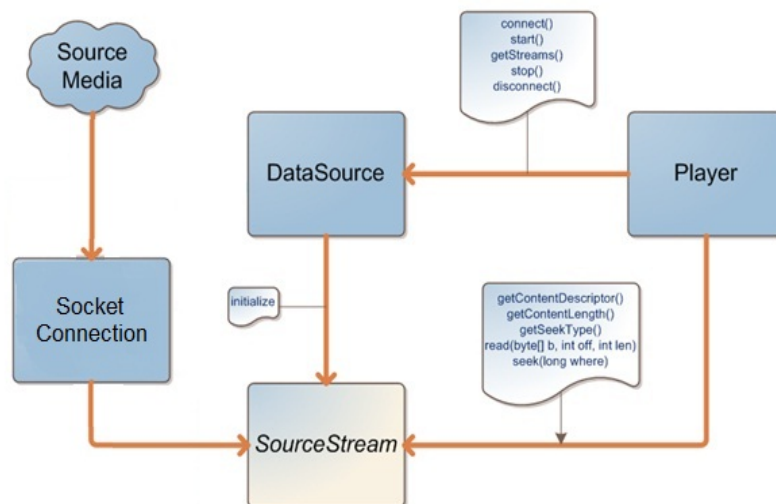 Source
Media
connect()
start()
getStreams()
stop()
disconnect()
DataSource
Player
Socket
Connection
initialize
getContentDescriptor()
getContentLength()
getSeekType()
read(byte[] b, int off, int len)
seek(long where)
SourceStream